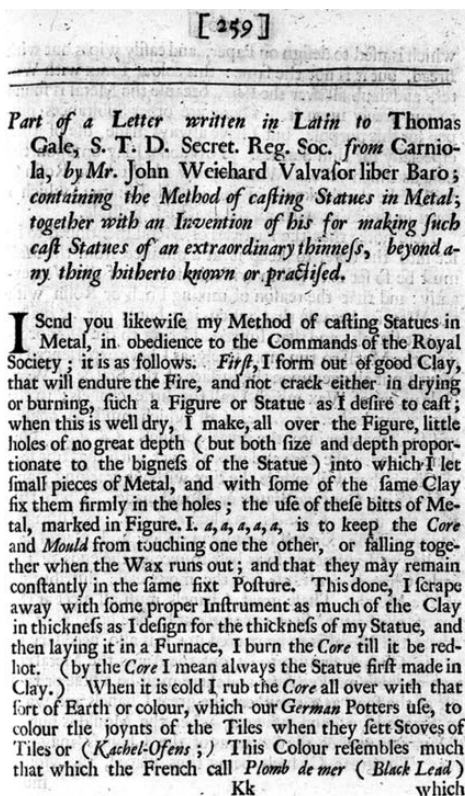 [ 259 ]
Part of a Letter written in Latin to Thomas
Gale, S. T. D. Secret. Reg. Soc. from Carnio-
la, by Mr. John Weichard Valvaſor liber Baro;
containing the Method of caſting Statues in Metal;
together with an Invention of his for making ſuch
caſt Statues of an extraordinary thinneſs, beyond a-
ny thing hitherto known or practiſed.
I Send you likewiſe my Method of caſting Statues in
Metal, in obedience to the Commands of the Royal
Society; it is as follows. Firſt, I form out of good Clay,
that will endure the Fire, and not crack either in drying
or burning, ſuch a Figure or Statue as I deſire to caſt;
when this is well dry, I make, all over the Figure, little
holes of no great depth ( but both ſize and depth propor-
tionate to the bigneſs of the Statue ) into which I let
ſmall pieces of Metal, and with ſome of the ſame Clay
fix them firmly in the holes; the uſe of theſe bitts of Me-
tal, marked in Figure. I. a, a, a, a, a, is to keep the Core
and Mould from touching one the other, or falling toge-
ther when the Wax runs out; and that they may remain
conſtantly in the ſame fixt Poſture. This done, I ſcrape
away with ſome proper Inſtrument as much of the Clay
in thickneſs as I deſign for the thickneſs of my Statue, and
then laying it in a Furnace, I burn the Core till it be red-
hot. (by the Core I mean always the Statue firſt made in
Clay.) When it is cold I rub the Core all over with that
ſort of Earth or colour, which our German Potters uſe, to
colour the joynts of the Tiles when they ſett Stoves of
Tiles or (Kachel-Ofens;) This Colour reſembles much
that which the French call Plomb de mer ( Black Lead )
Kk which